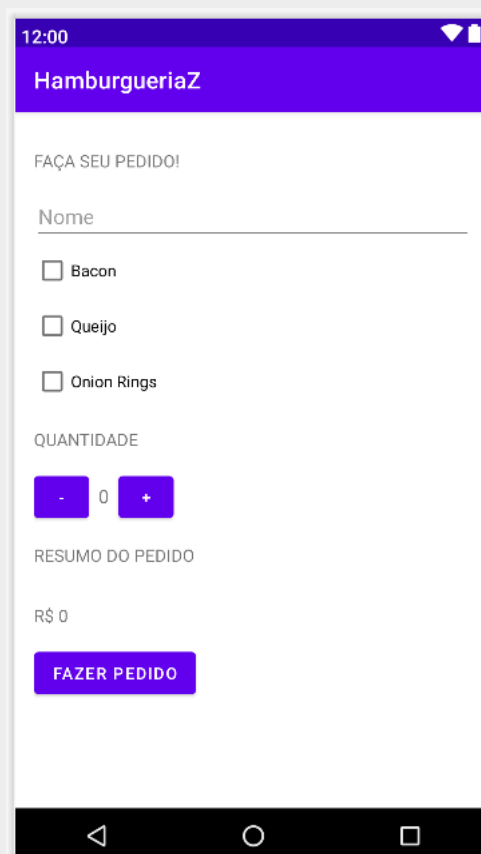 12:00
HamburgueriaZ
FAÇA SEU PEDIDO!
Nome
Bacon
Queijo
Onion Rings
QUANTIDADE
- 0 +
RESUMO DO PEDIDO
R$ 0
FAZER PEDIDO